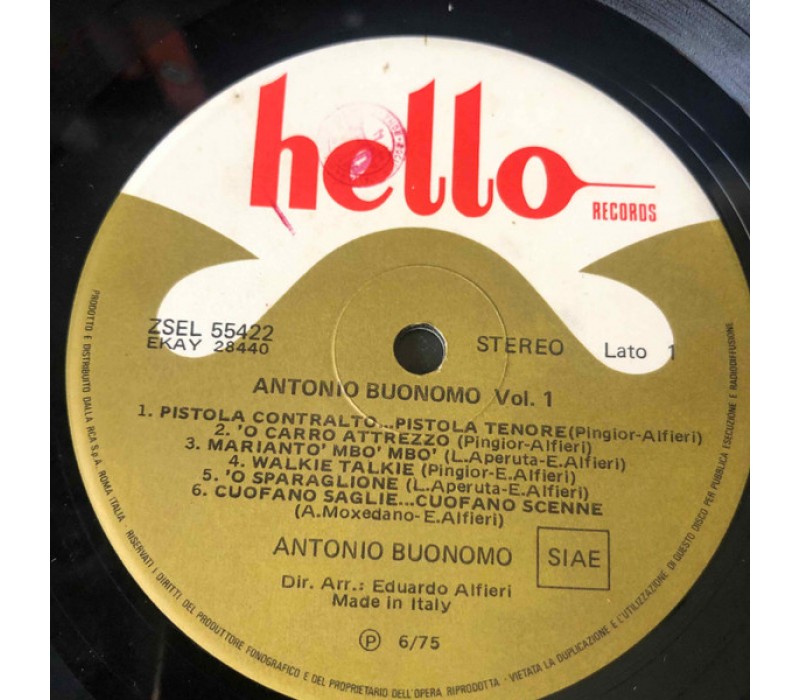 hello
RECORDS
ZSEL 55422
EKAY 28440
STEREO
Lato 1
ANTONIO BUONOMO Vol. 1
1. PISTOLA CONTRALTO...PISTOLA TENORE(Pingior-Alfieri)
2. 'O CARRO ATTREZZO (Pingior-Alfieri)
3. MARIANTO' MBO' MBO' (L.Aperuta-E.Alfieri)
4. WALKIE TALKIE (Pingior-E.Alfieri)
5. 'O SPARAGLIONE (L.Aperuta-E.Alfieri)
6. CUOFANO SAGLIE...CUOFANO SCENNE
(A.Moxedano-E.Alfieri)
ANTONIO BUONOMO
SIAE
Dir. Arr.: Eduardo Alfieri
Made in Italy
Ⓟ 6/75
PRODOTTO E DISTRIBUITO DALLA RCA S.p.A. ROMA ITALIA - RISERVATI I DIRITTI DEL PRODUTTORE FONOGRAFICO E DEL PROPRIETARIO DELL'OPERA RIPRODOTTA - VIETATA LA DUPLICAZIONE E L'UTILIZZAZIONE DI QUESTO DISCO PER PUBBLICA ESECUZIONE E RADIODIFFUSIONE